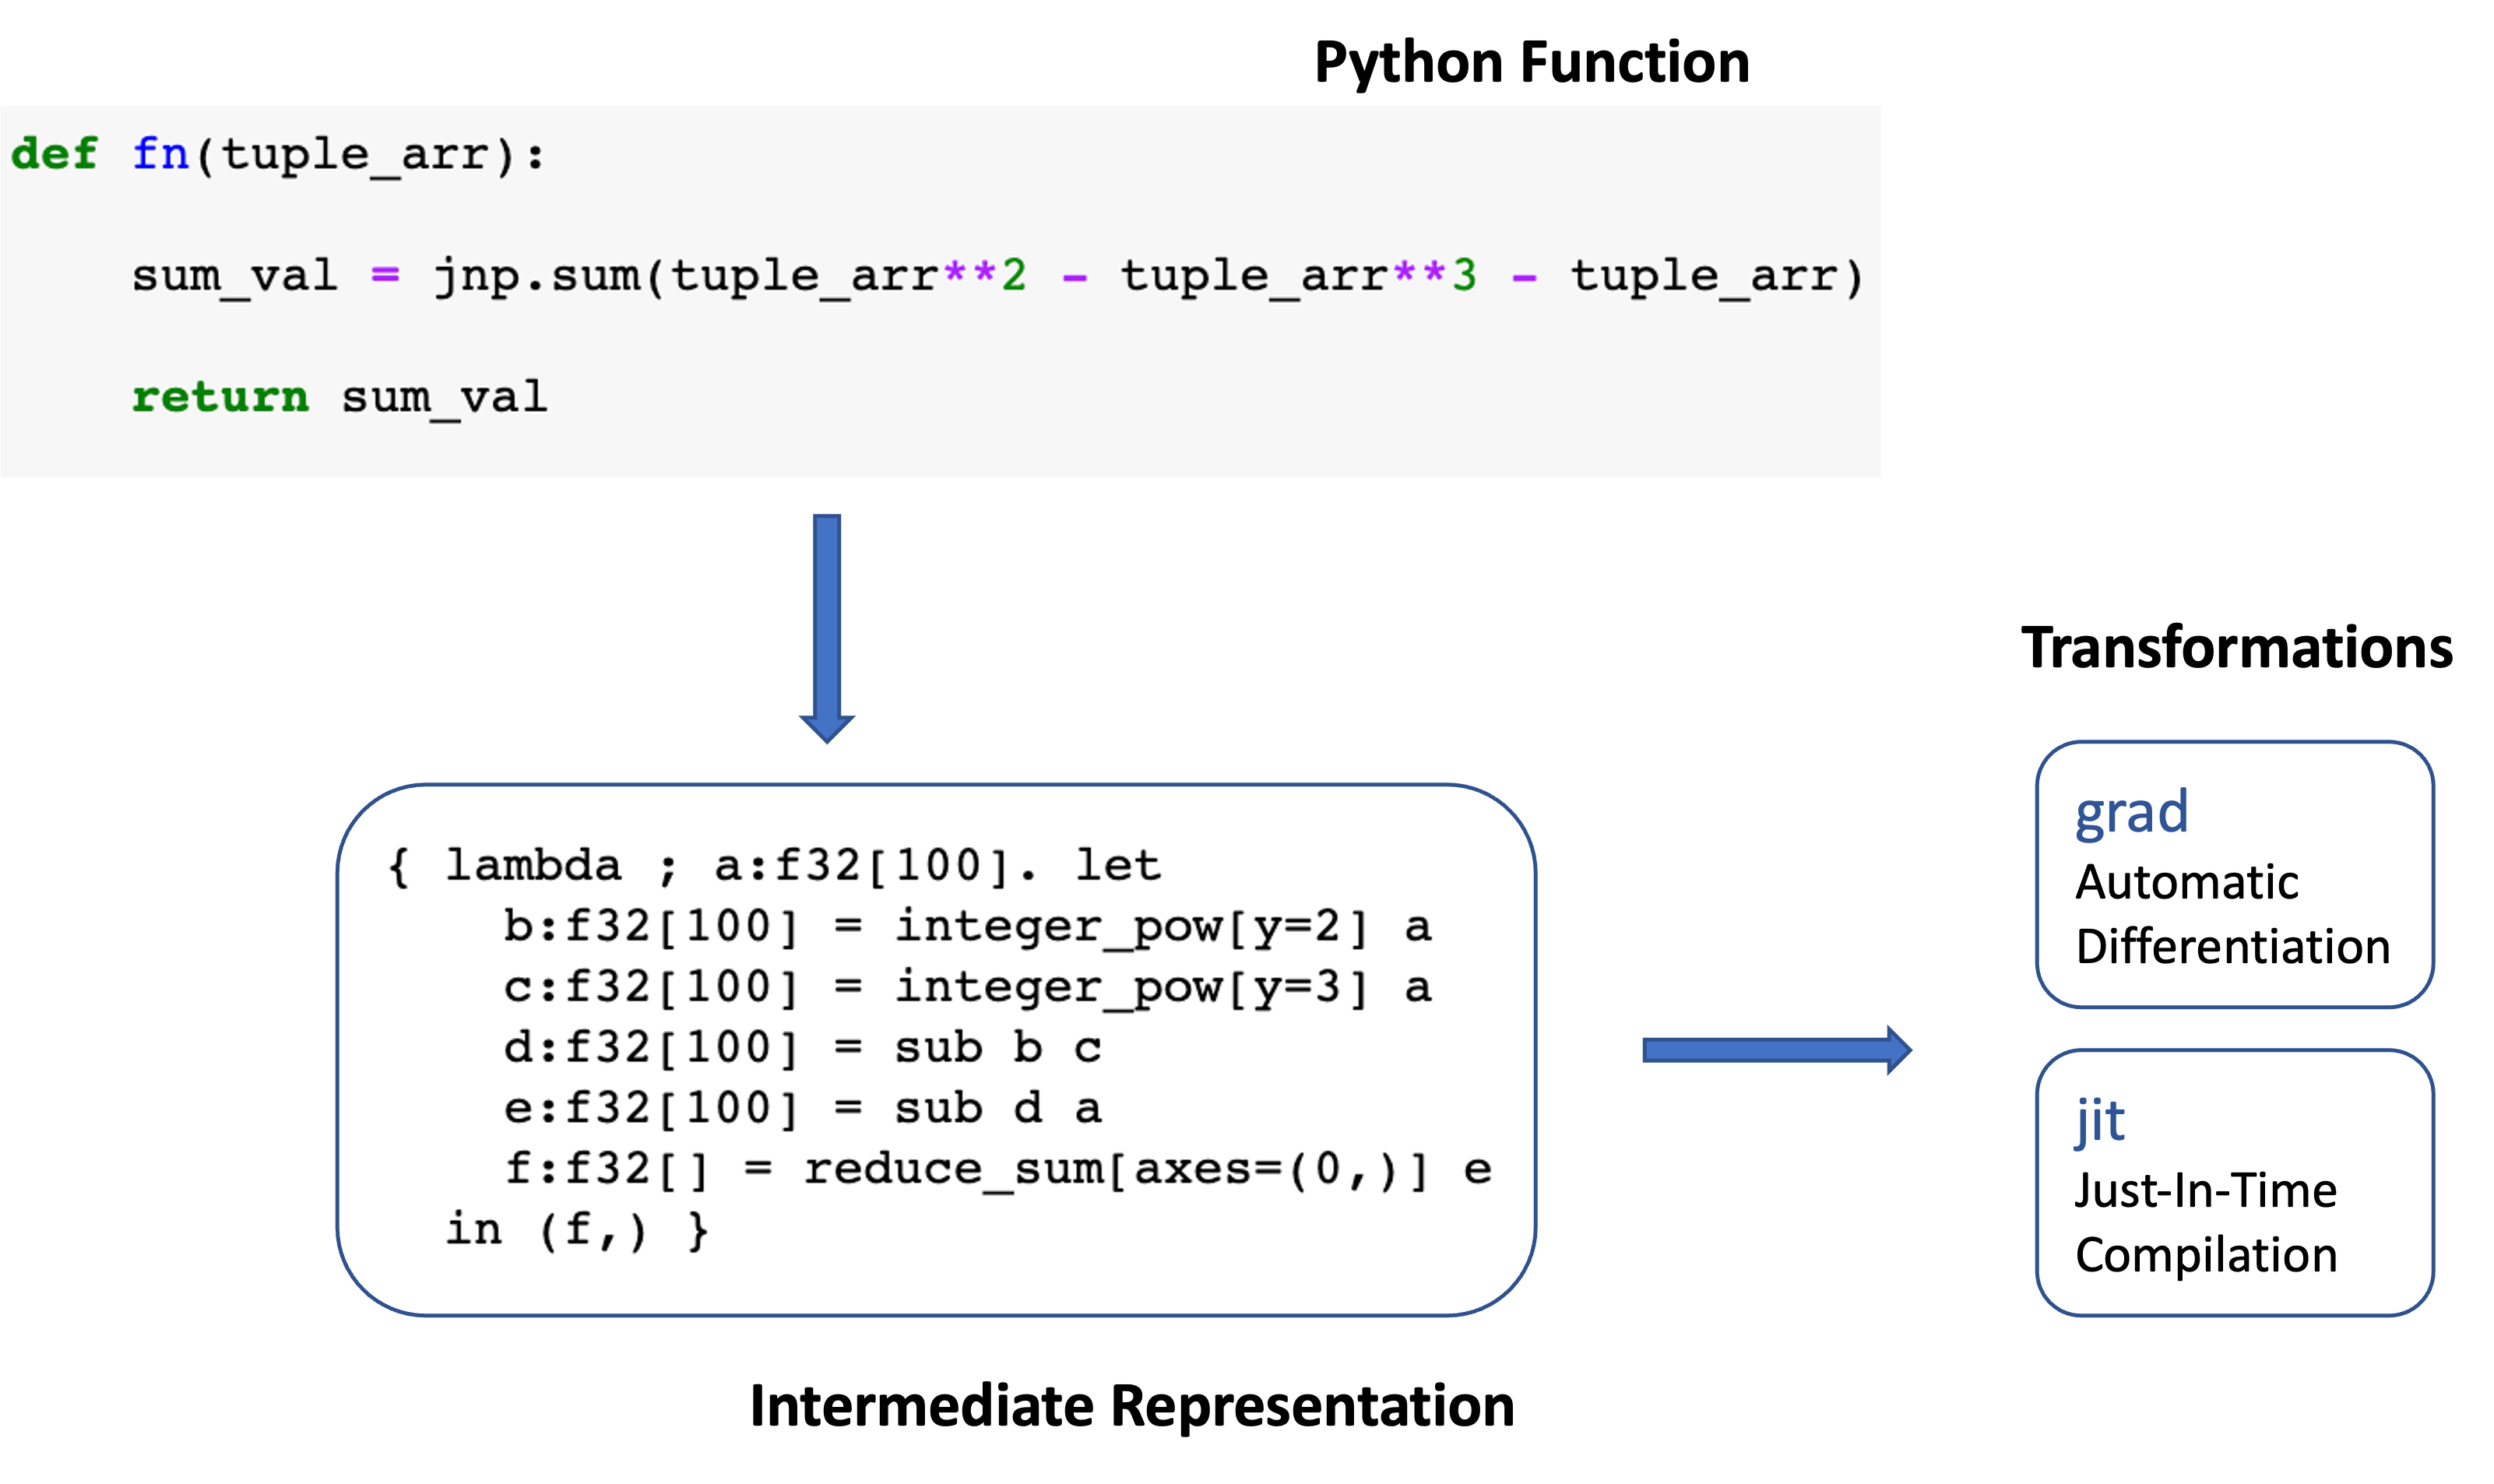 Python Function
def fn(tuple_arr):
sum_val = jnp.sum(tuple_arr**2 - tuple_arr**3 - tuple_arr)
return sum_val
{ lambda ; a:f32[100]. let
b:f32[100] = integer_pow[y=2] a
c:f32[100] = integer_pow[y=3] a
d:f32[100] = sub b c
e:f32[100] = sub d a
f:f32[] = reduce_sum[axes=(0,)] e
in (f,) }
Intermediate Representation
Transformations
grad
Automatic
Differentiation
jit
Just-In-Time
Compilation